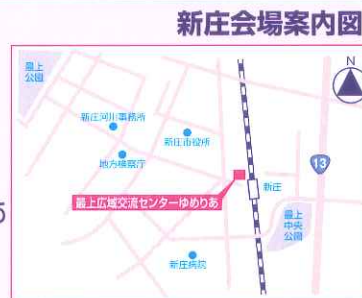 新庄会場案内図
最上
公園
N
新庄河川事務所
新庄市役所
地方検察庁
13
新庄
最上広域交流センターゆめりあ
最上
中央
公園
新庄病院
5